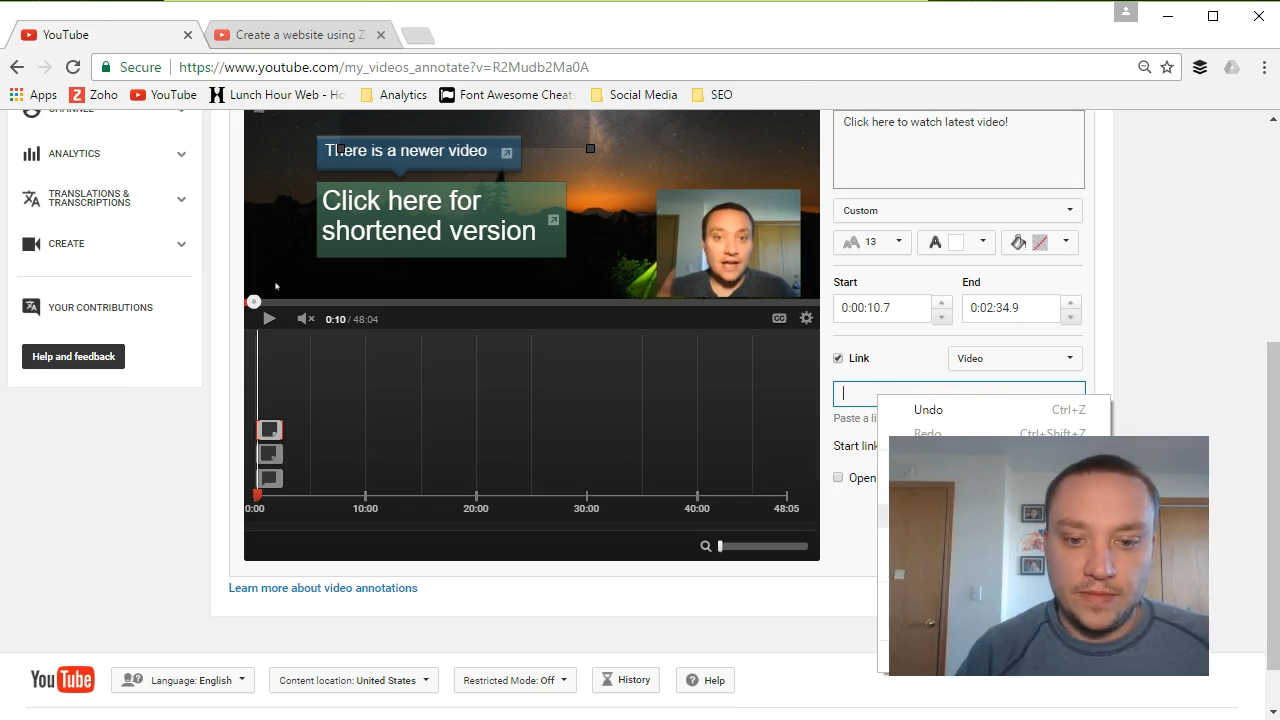 YouTube
Create a website using Z
Secure
https://www.youtube.com/my_videos_annotate?v=R2Mudb2Ma0A
Apps
Zoho
YouTube
Lunch Hour Web - Ho
Analytics
Font Awesome Cheats
Social Media
SEO
ANALYTICS
TRANSLATIONS &
TRANSCRIPTIONS
CREATE
YOUR CONTRIBUTIONS
Help and feedback
There is a newer video
Click here for
shortened version
0:10 / 48:04
CC
0:00
10:00
20:00
30:00
40:00
48:05
Click here to watch latest video!
Custom
AA 13
A
Start
End
0:00:10.7
0:02:34.9
Link
Video
Paste a li
Start link
Open
Undo
Ctrl+Z
Redo
Ctrl+Shift+Z
Learn more about video annotations
YouTube
Language: English
Content location: United States
Restricted Mode: Off
History
Help